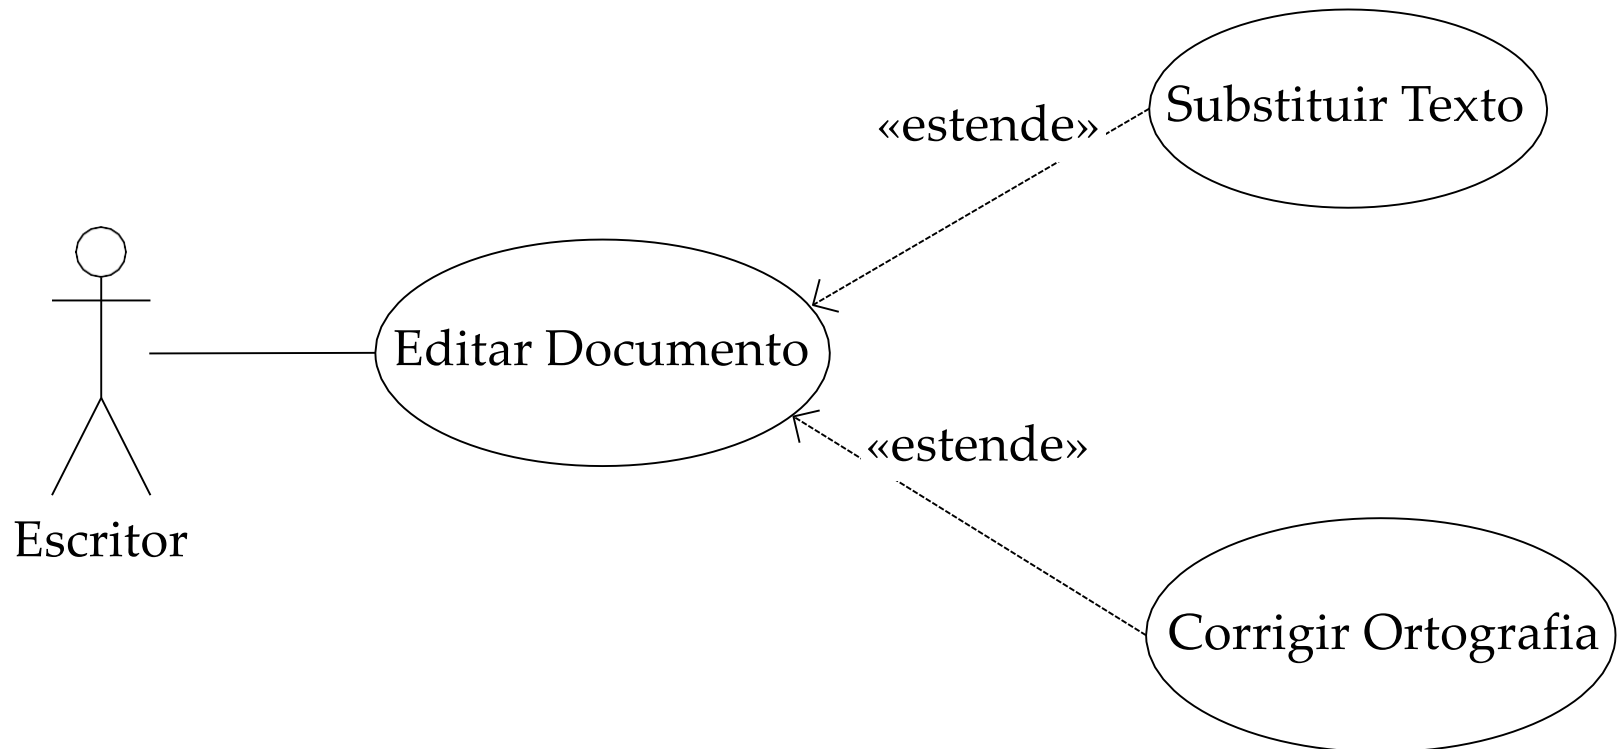 Substituir Texto
«estende»
Editar Documento
«estende»
Escritor
Corrigir Ortografia